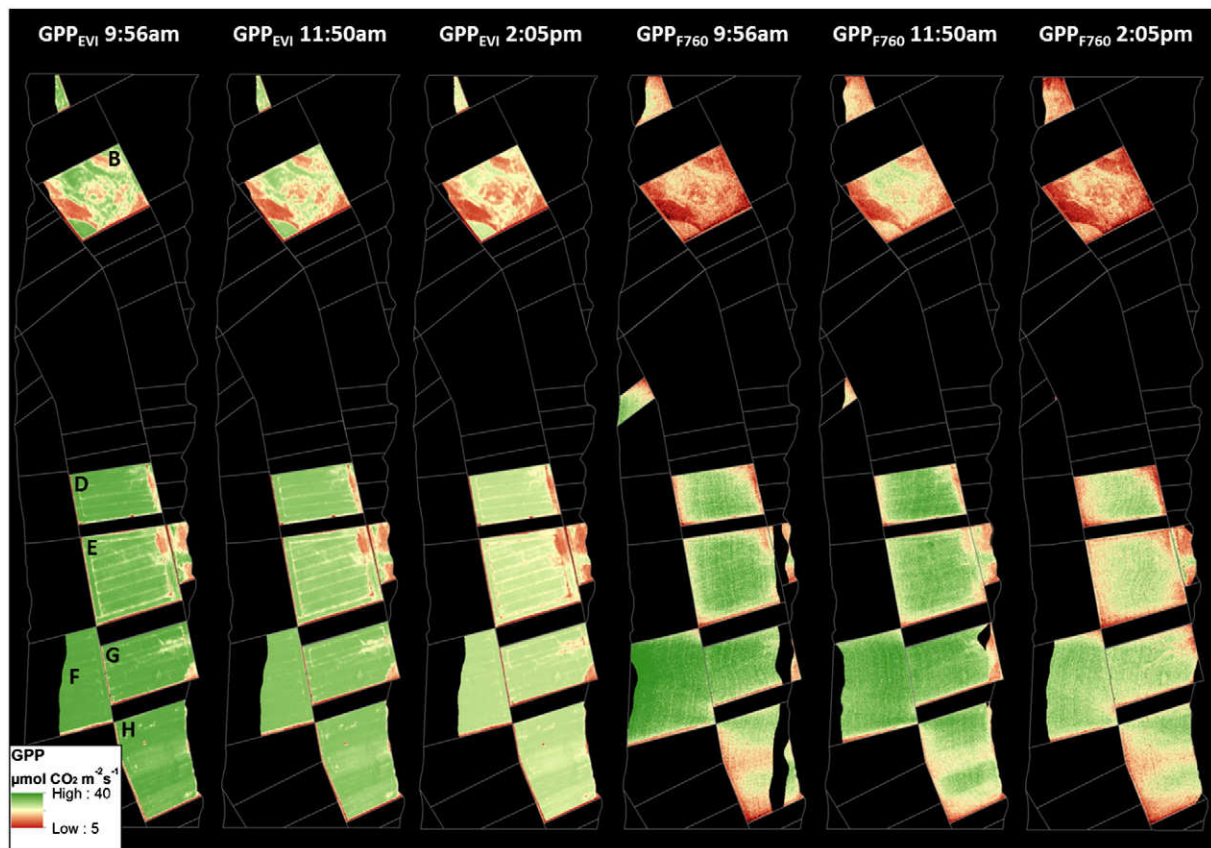 GPPEVI 9:56am GPPEVI 11:50am GPPEVI 2:05pm GPPF760 9:56am GPPF760 11:50am GPPF760 2:05pm
B
D
E
G
F
H
GPP
µmol CO₂ m⁻²s⁻¹
High : 40
Low : 5